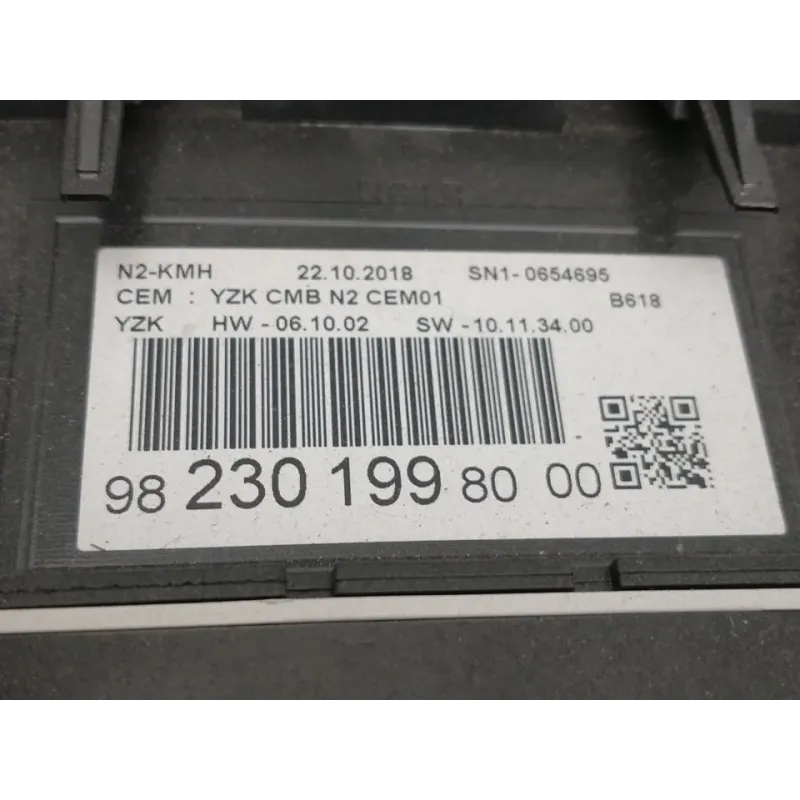 N2-KMH 22.10.2018 SN1-0654695
CEM : YZK CMB N2 CEM01 B618
YZK HW -06.10.02 SW -10.11.34.00
98 230 199 80 00